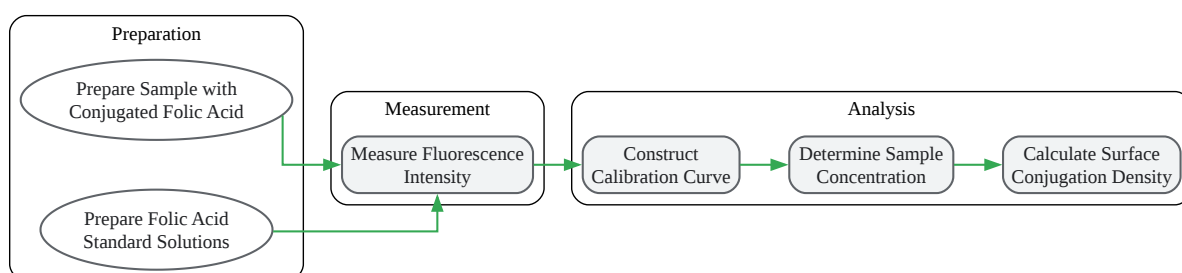 Preparation
Prepare Sample with
Conjugated Folic Acid
Prepare Folic Acid
Standard Solutions
Measurement
Measure Fluorescence
Intensity
Analysis
Construct
Calibration Curve
Determine Sample
Concentration
Calculate Surface
Conjugation Density